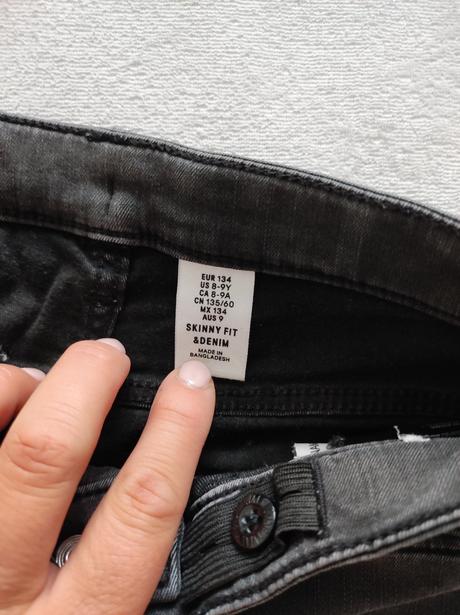 EUR 134
US 8-9Y
CA 8-9A
CN 135/60
MX 134
AUS 9
SKINNY FIT
&DENIM
MADE IN
BANGLADESH